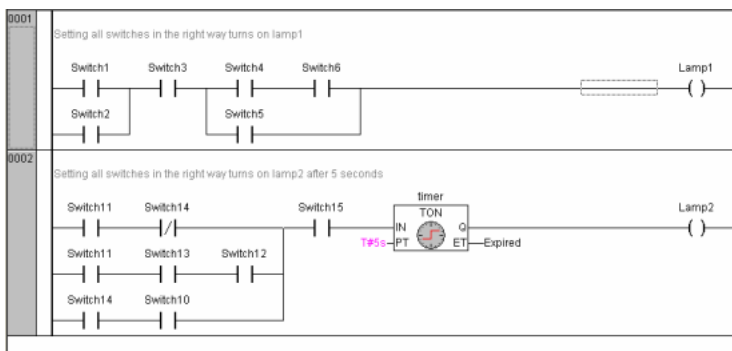 0001
Setting all switches in the right way turns on lamp1
Switch1 Switch3 Switch4 Switch6 Lamp1
Switch2 Switch5
0002
Setting all switches in the right way turns on lamp2 after 5 seconds
timer
Switch11 Switch14 Switch15 TON Lamp2
IN Q
T#5s PT ET Expired
Switch11 Switch13 Switch12
Switch14 Switch10